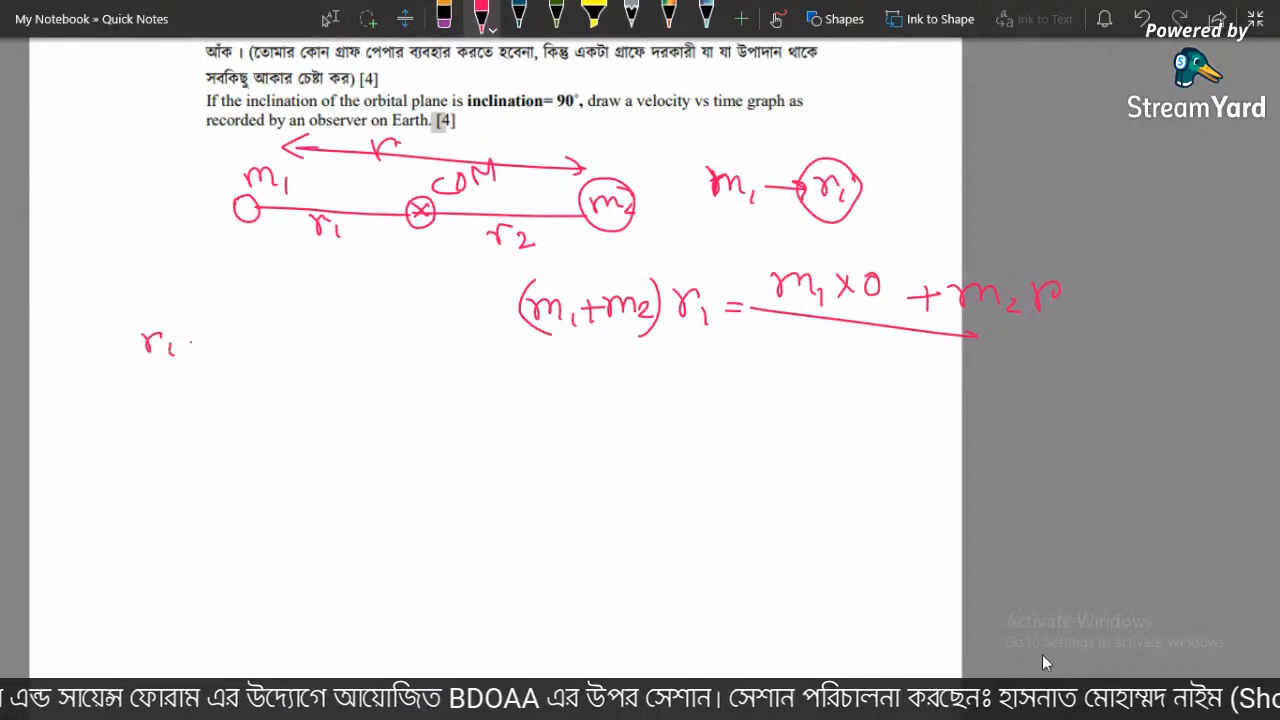 My Notebook » Quick Notes
Shapes
Ink to Shape
Ink to Text
Powered by
StreamYard
আঁক । (তোমার কোন গ্রাফ পেপার ব্যবহার করতে হবেনা, কিন্তু একটা গ্রাফে দরকারী যা যা উপাদান থাকে
সবকিছু আকার চেষ্টা কর) [4]
If the inclination of the orbital plane is inclination= 90°, draw a velocity vs time graph as
recorded by an observer on Earth. [4]
r
m₁ COM m₂
r₁ r₂
m₁ → r₁
(m₁+m₂) r₁ = m₁ × 0 + m₂ r
r₁
Activate Windows
Go to Settings to activate Windows.
এন্ড সায়েন্স ফোরাম এর উদ্যোগে আয়োজিত BDOAA এর উপর সেশন। সেশন পরিচালনা করছেনঃ হাসনাত মোহাম্মদ নাইম (Sho